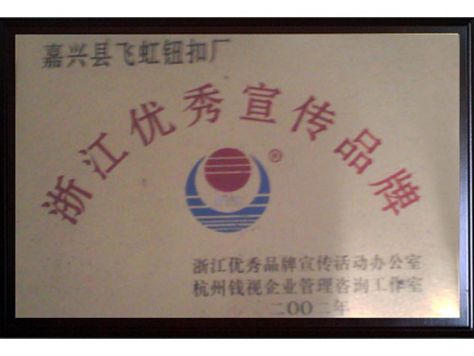 嘉兴县飞虹钮扣厂
浙江优秀宣传品牌
®
浙江优秀品牌宣传活动办公室
杭州钱视企业管理咨询工作室
二OO二年